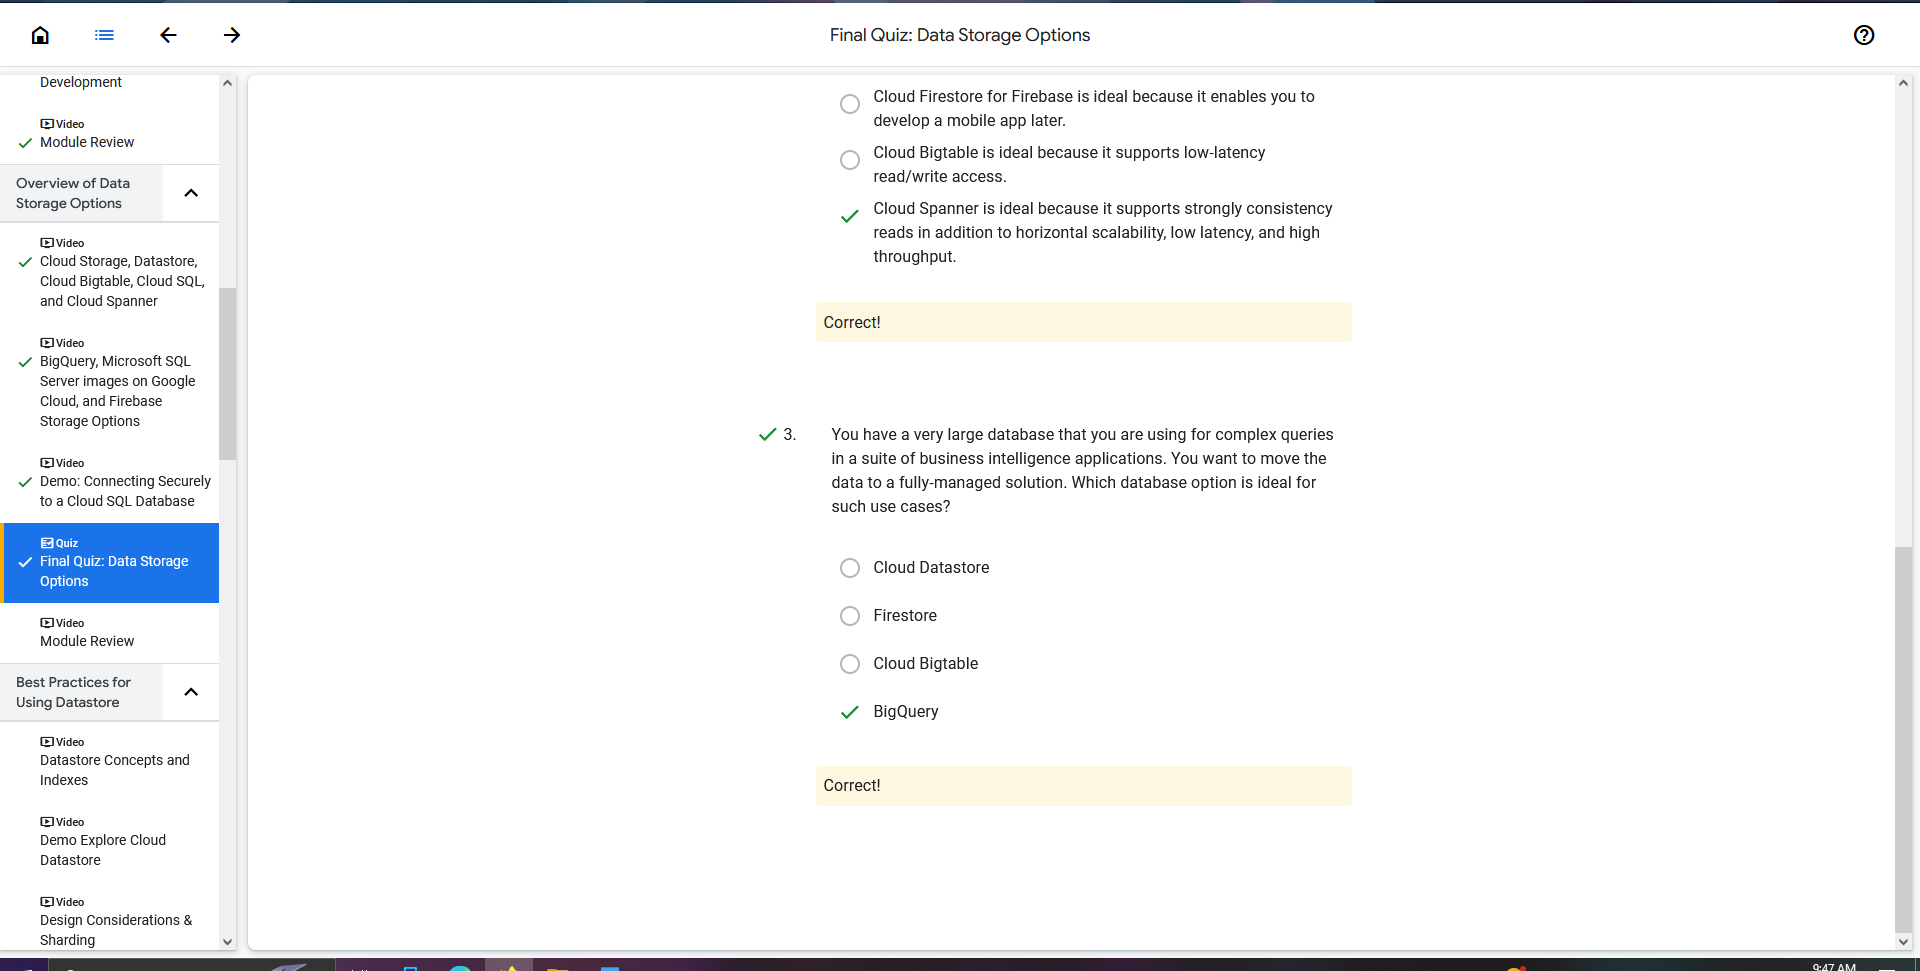 Final Quiz: Data Storage Options
Development
Video
Module Review
Overview of Data
Storage Options
Video
Cloud Storage, Datastore,
Cloud Bigtable, Cloud SQL,
and Cloud Spanner
Video
BigQuery, Microsoft SQL
Server images on Google
Cloud, and Firebase
Storage Options
Video
Demo: Connecting Securely
to a Cloud SQL Database
Quiz
Final Quiz: Data Storage
Options
Video
Module Review
Best Practices for
Using Datastore
Video
Datastore Concepts and
Indexes
Video
Demo Explore Cloud
Datastore
Video
Design Considerations &
Sharding
Cloud Firestore for Firebase is ideal because it enables you to
develop a mobile app later.
Cloud Bigtable is ideal because it supports low-latency
read/write access.
Cloud Spanner is ideal because it supports strongly consistency
reads in addition to horizontal scalability, low latency, and high
throughput.
Correct!
3. You have a very large database that you are using for complex queries
in a suite of business intelligence applications. You want to move the
data to a fully-managed solution. Which database option is ideal for
such use cases?
Cloud Datastore
Firestore
Cloud Bigtable
BigQuery
Correct!
9:47 AM